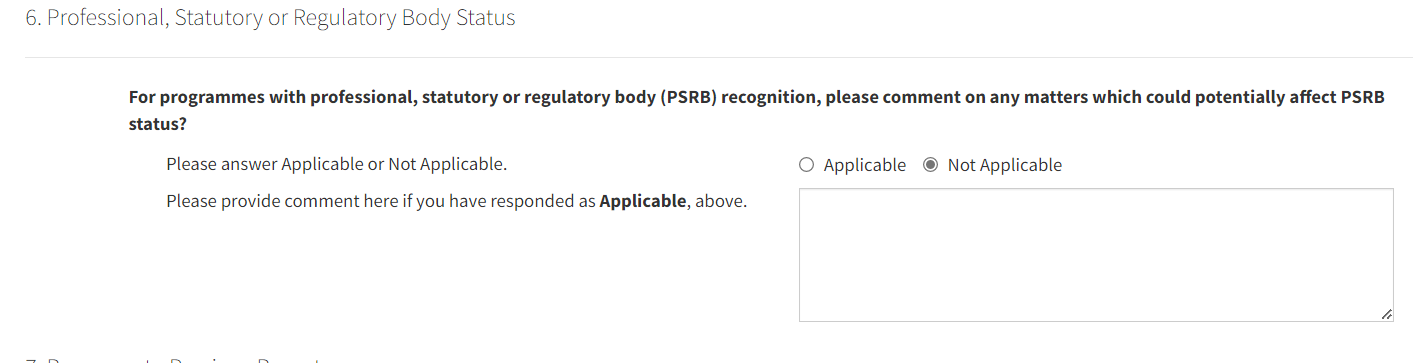 6. Professional, Statutory or Regulatory Body Status
For programmes with professional, statutory or regulatory body (PSRB) recognition, please comment on any matters which could potentially affect PSRB
status?
Please answer Applicable or Not Applicable.
Applicable Not Applicable
Please provide comment here if you have responded as Applicable, above.